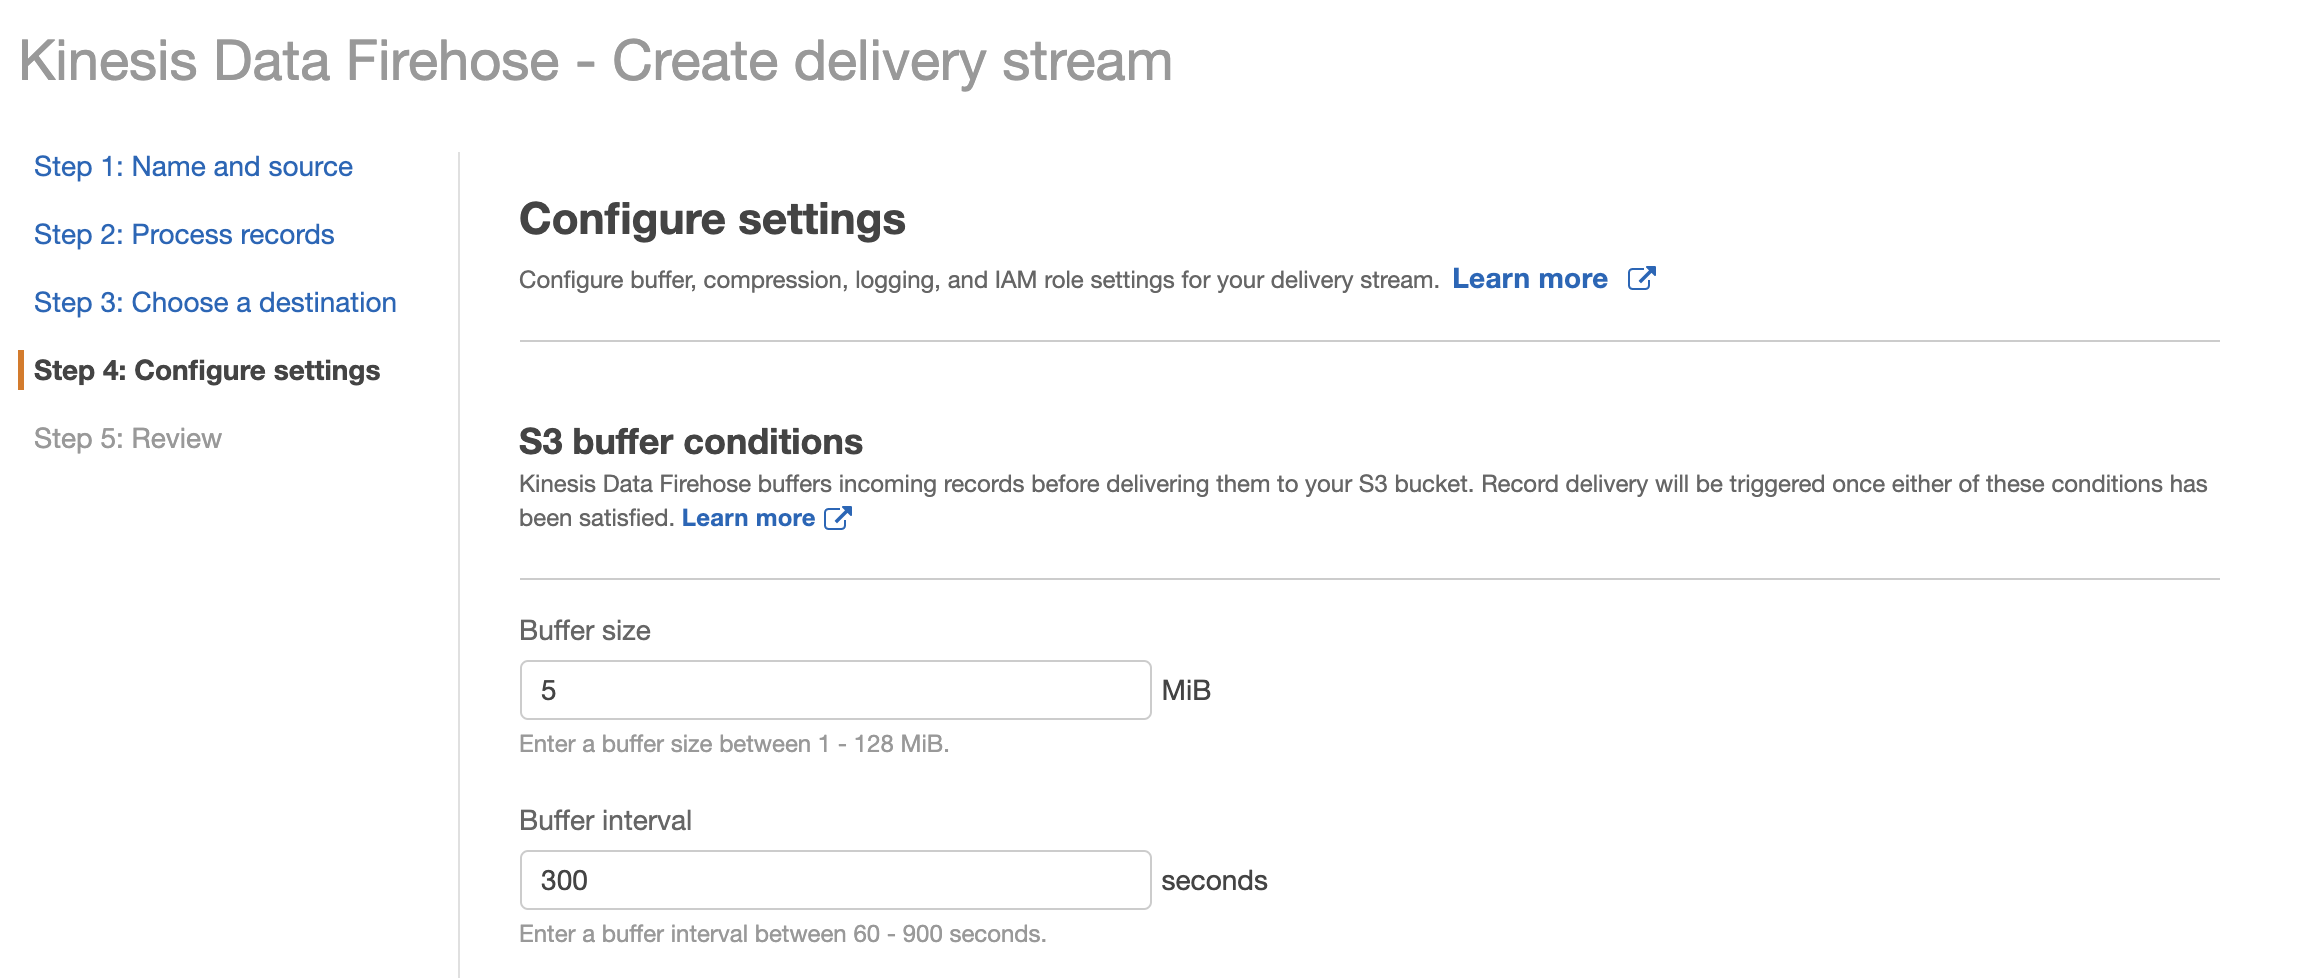 Kinesis Data Firehose - Create delivery stream
Step 1: Name and source
Step 2: Process records
Step 3: Choose a destination
Step 4: Configure settings
Step 5: Review
Configure settings
Configure buffer, compression, logging, and IAM role settings for your delivery stream. Learn more
S3 buffer conditions
Kinesis Data Firehose buffers incoming records before delivering them to your S3 bucket. Record delivery will be triggered once either of these conditions has
been satisfied. Learn more
Buffer size
5 MiB
Enter a buffer size between 1 - 128 MiB.
Buffer interval
300 seconds
Enter a buffer interval between 60 - 900 seconds.